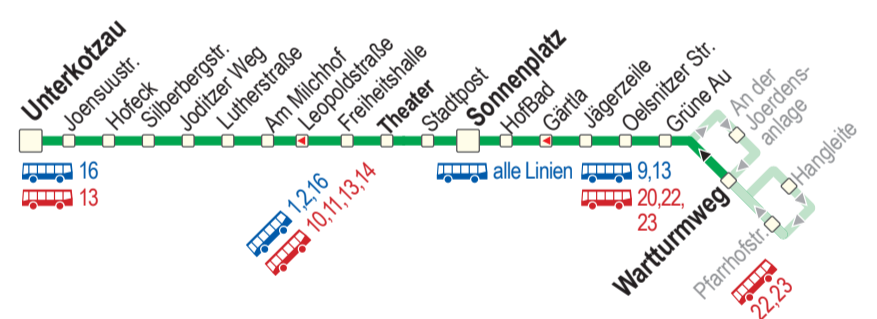 Unterkotzau
Joensuustr.
Hofeck
Silberbergstr.
Joditzer Weg
Lutherstraße
Am Milchhof
Leopoldstraße
Freiheitshalle
Theater
Stadtpost
Sonnenplatz
HofBad
Gärtla
Jägerzeile
Oelsnitzer Str.
Grüne Au
An der
Joerdens-
anlage
Hangleite
Wartturmweg
Pfarrhofstr.
16
13
1,2,16
10,11,13,14
alle Linien
9,13
20,22,
23
22,23